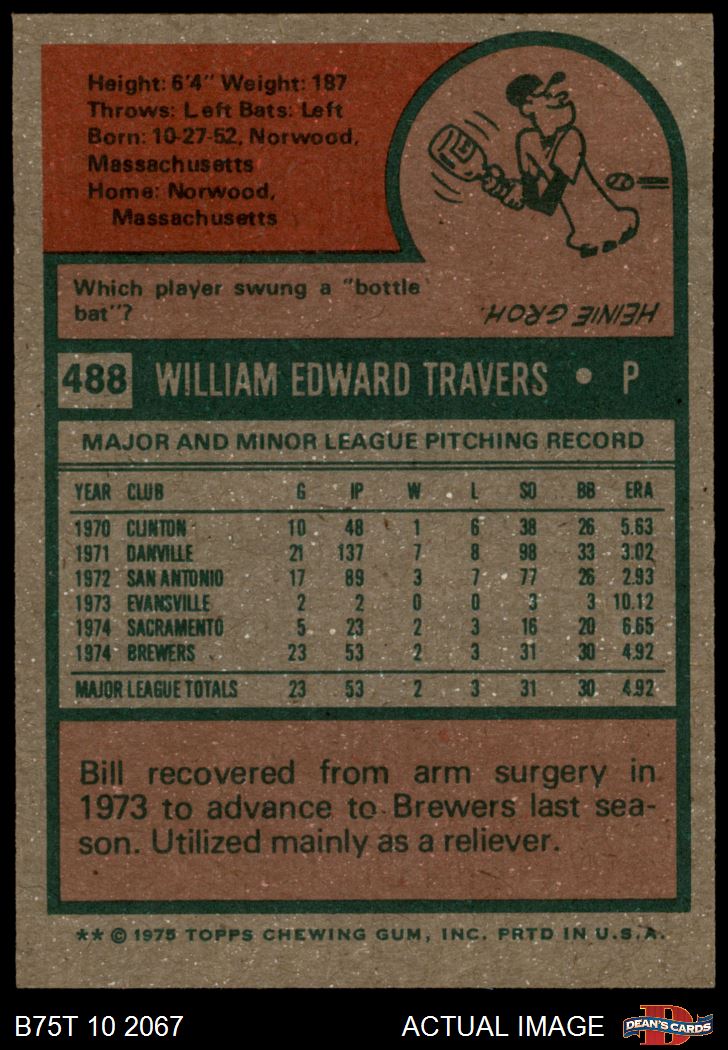 Height: 6'4" Weight: 187
Throws: Left Bats: Left
Born: 10-27-52, Norwood,
Massachusetts
Home: Norwood,
Massachusetts
Which player swung a "bottle
bat"?
HEINIE GROH.
488 WILLIAM EDWARD TRAVERS • P
MAJOR AND MINOR LEAGUE PITCHING RECORD
YEAR CLUB G IP W L SO BB ERA
1970 CLINTON 10 48 1 6 38 26 5.63
1971 DANVILLE 21 137 7 8 98 33 3.02
1972 SAN ANTONIO 17 89 3 7 77 26 2.93
1973 EVANSVILLE 2 2 0 0 3 3 10.12
1974 SACRAMENTO 5 23 2 3 16 20 6.65
1974 BREWERS 23 53 2 3 31 30 4.92
MAJOR LEAGUE TOTALS 23 53 2 3 31 30 4.92
Bill recovered from arm surgery in
1973 to advance to Brewers last sea-
son. Utilized mainly as a reliever.
** © 1975 TOPPS CHEWING GUM, INC. PRTD IN U.S.A.
B75T 10 2067 ACTUAL IMAGE DEAN'S CARDS